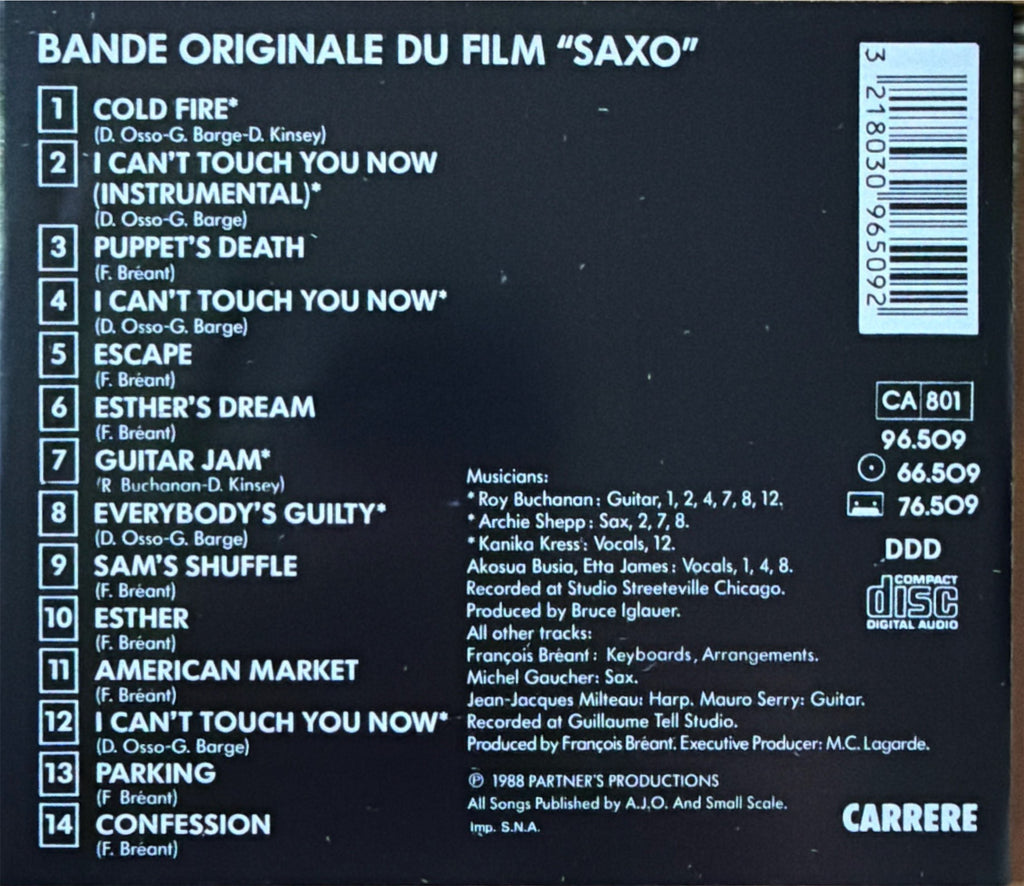 BANDE ORIGINALE DU FILM “SAXO”
1 COLD FIRE*
(D. Osso-G. Barge-D. Kinsey)
2 I CAN'T TOUCH YOU NOW
(INSTRUMENTAL)*
(D. Osso-G. Barge)
3 PUPPET'S DEATH
(F. Bréant)
4 I CAN'T TOUCH YOU NOW*
(D. Osso-G. Barge)
5 ESCAPE
(F. Bréant)
6 ESTHER'S DREAM
(F. Bréant)
7 GUITAR JAM*
(R Buchanan-D. Kinsey)
8 EVERYBODY'S GUILTY*
(D. Osso-G. Barge)
9 SAM'S SHUFFLE
(F. Bréant)
10 ESTHER
(F. Bréant)
11 AMERICAN MARKET
(F. Bréant)
12 I CAN'T TOUCH YOU NOW*
(D. Osso-G. Barge)
13 PARKING
(F Bréant)
14 CONFESSION
(F. Bréant)
Musicians:
* Roy Buchanan: Guitar, 1, 2, 4, 7, 8, 12.
* Archie Shepp: Sax, 2, 7, 8.
* Kanika Kress: Vocals, 12.
Akosua Busia, Etta James: Vocals, 1, 4, 8.
Recorded at Studio Streeteville Chicago.
Produced by Bruce Iglauer.
All other tracks:
François Bréant: Keyboards, Arrangements.
Michel Gaucher: Sax.
Jean-Jacques Milteau: Harp. Mauro Serry: Guitar.
Recorded at Guillaume Tell Studio.
Produced by François Bréant. Executive Producer: M.C. Lagarde.
℗ 1988 PARTNER'S PRODUCTIONS
All Songs Published by A.J.O. And Small Scale.
Imp. S.N.A.
3 218030 965092
CA 801
96.509
66.509
76.509
DDD
COMPACT
disc
DIGITAL AUDIO
CARRERE